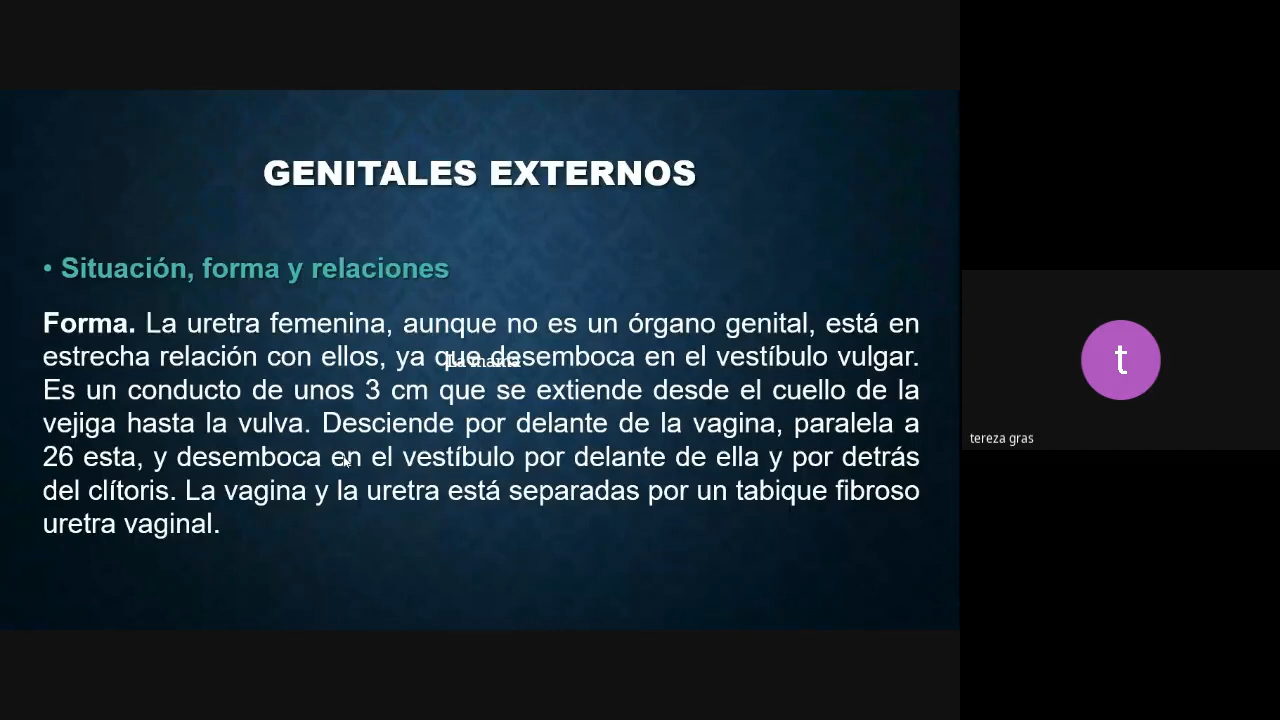 GENITALES EXTERNOS
• Situación, forma y relaciones
Forma. La uretra femenina, aunque no es un órgano genital, está en
estrecha relación con ellos, ya que desemboca en el vestíbulo vulgar.
Es un conducto de unos 3 cm que se extiende desde el cuello de la
vejiga hasta la vulva. Desciende por delante de la vagina, paralela a
26 esta, y desemboca en el vestíbulo por delante de ella y por detrás
del clítoris. La vagina y la uretra está separadas por un tabique fibroso
uretra vaginal.
t
tereza gras